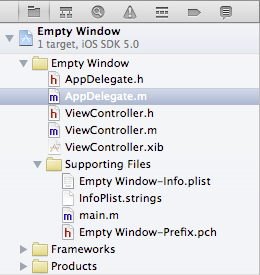 Empty Window
1 target, iOS SDK 5.0
Empty Window
h AppDelegate.h
m AppDelegate.m
h ViewController.h
m ViewController.m
ViewController.xib
Supporting Files
Empty Window-Info.plist
InfoPlist.strings
m main.m
h Empty Window-Prefix.pch
Frameworks
Products